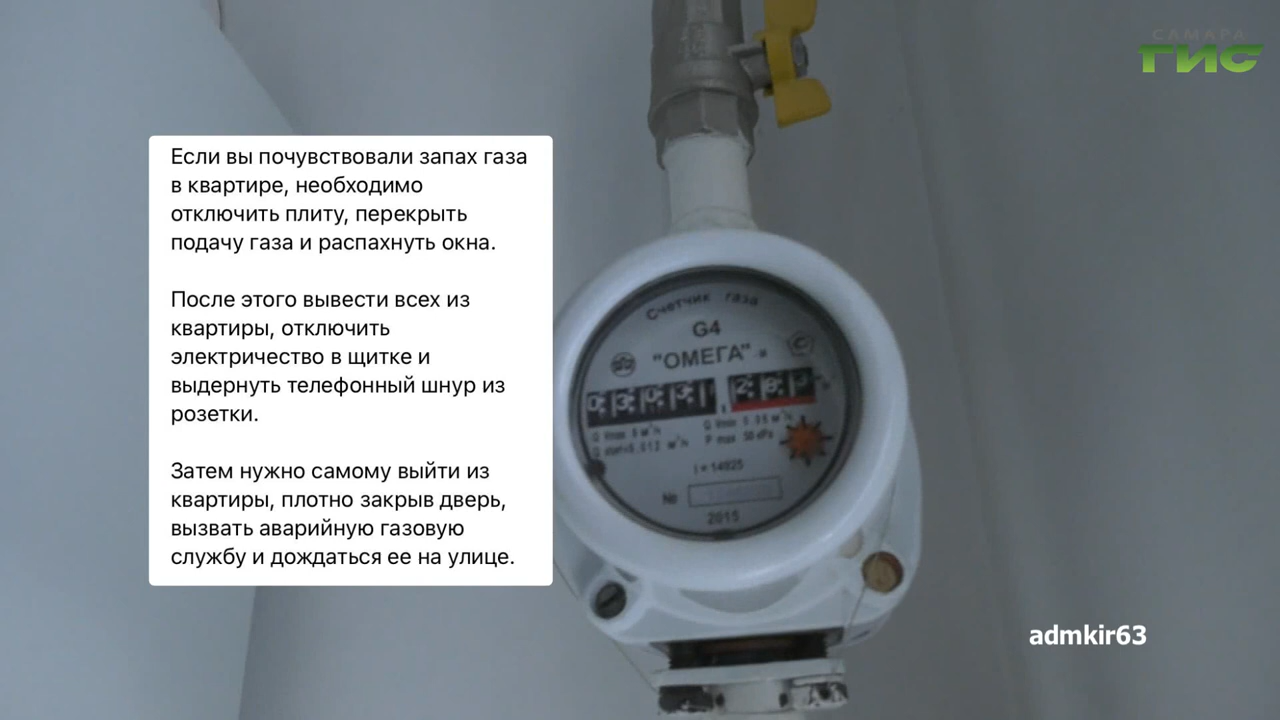 САМАРА
ГИС
Если вы почувствовали запах газа
в квартире, необходимо
отключить плиту, перекрыть
подачу газа и распахнуть окна.
После этого вывести всех из
квартиры, отключить
электричество в щитке и
выдернуть телефонный шнур из
розетки.
Затем нужно самому выйти из
квартиры, плотно закрыв дверь,
вызвать аварийную газовую
службу и дождаться ее на улице.
Счетчик газа
G4
"ОМЕГА"
№
2015
admkir63